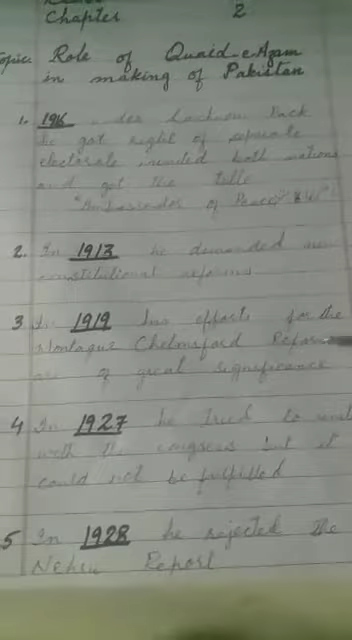 Chapter 2
Topic: Role of Quaid-e-Azam
in making of Pakistan
1. 1916 under Lucknow Pact
he got right of separate
electorate both nations
and got the title
"Ambassador of Peace"
2. In 1913 he demanded
constitutional reforms
3 In 1919 his efforts for the
Montague Chelmsford Reforms
are of great significance
4 In 1927 he tried to
with the congress but it
could not be fulfilled
5 In 1928 he rejected the
Nehru Report